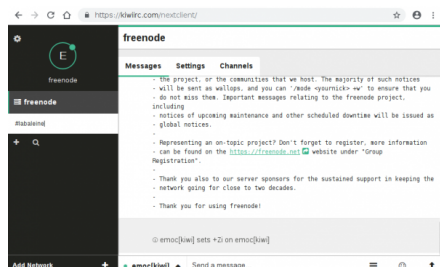 https://kiwiirc.com/nextclient/
E
freenode
freenode
#labaleine
Add Network
freenode
Messages Settings Channels
- the project, or the communities that we host. The majority of such notices
- will be sent as wallops, and you can '/mode <yournick> +w' to ensure that you
- do not miss them. Important messages relating to the freenode project,
including
- notices of upcoming maintenance and other scheduled downtime will be issued as
- global notices.
-
- Representing an on-topic project? Don't forget to register, more information
- can be found on the https://freenode.net website under "Group
Registration".
-
- Thank you also to our server sponsors for the sustained support in keeping the
- network going for close to two decades.
-
- Thank you for using freenode!
emoc[kiwi] sets +Zi on emoc[kiwi]
emoc[kiwi] Send a message